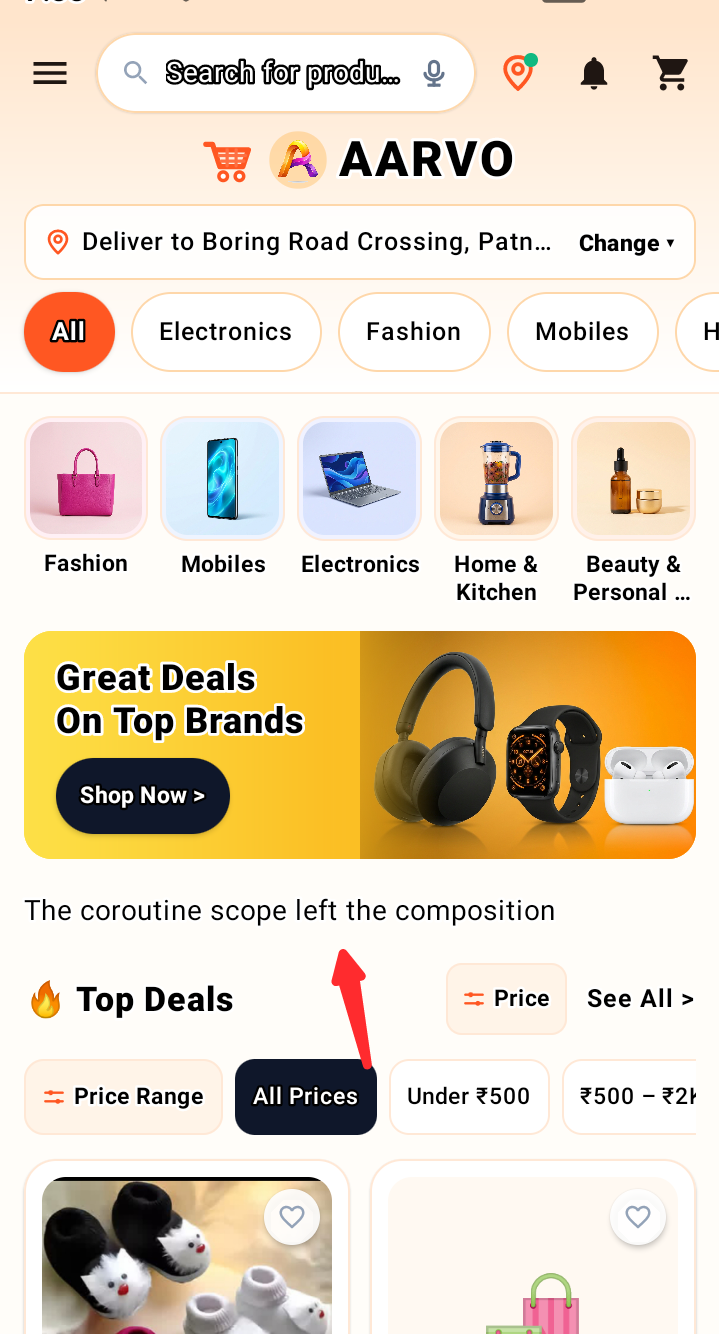 Search for produ...
AARVO
Deliver to Boring Road Crossing, Patn... Change ▾
All Electronics Fashion Mobiles H
Fashion Mobiles Electronics Home & Kitchen Beauty & Personal ...
Great Deals
On Top Brands
Shop Now >
The coroutine scope left the composition
🔥 Top Deals Price See All >
Price Range All Prices Under ₹500 ₹500 – ₹2K